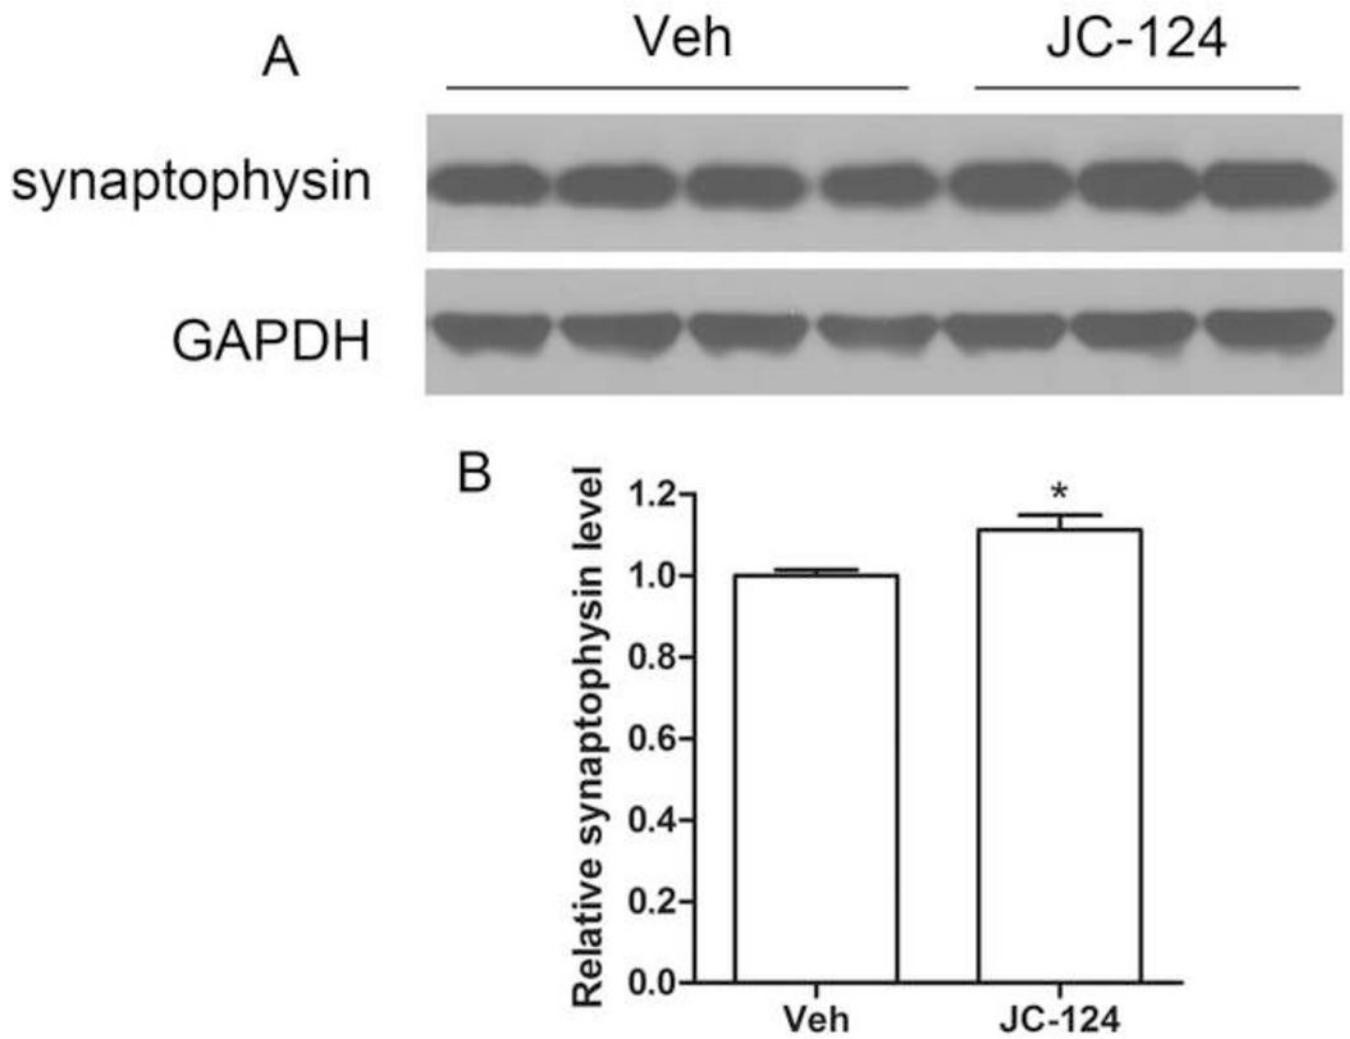 A
Veh
JC-124
synaptophysin
GAPDH
B
Relative synaptophysin level
1.2
1.0
0.8
0.6
0.4
0.2
0.0
*
Veh
JC-124